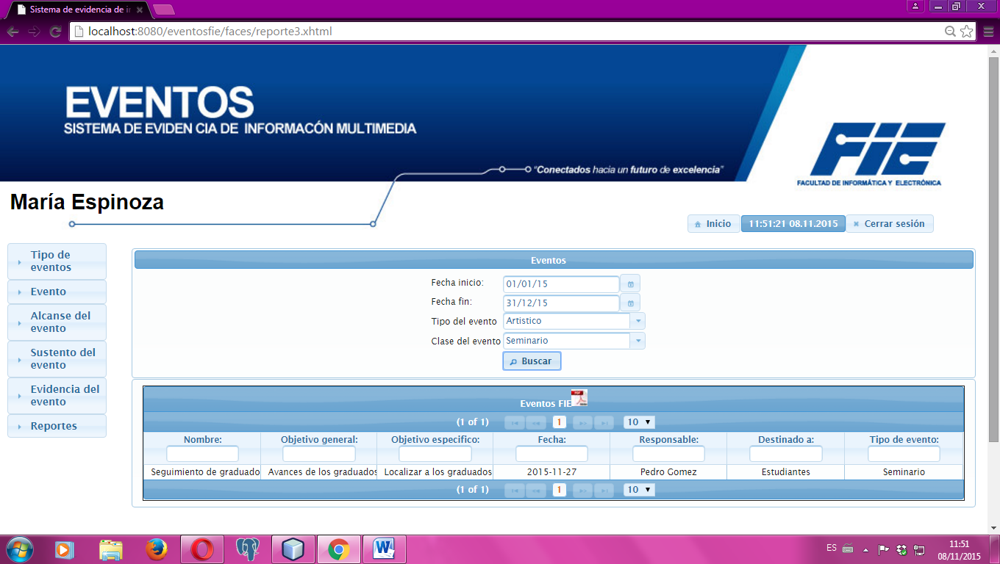 Sistema de evidencia de i
localhost:8080/eventosfie/faces/reporte3.xhtml
EVENTOS
SISTEMA DE EVIDEN CIA DE INFORMACÓN MULTIMEDIA
"Conectados hacia un futuro de excelencia"
FIE
FACULTAD DE INFORMÁTICA Y ELECTRÓNICA
María Espinoza
Inicio 11:51:21 08.11.2015 Cerrar sesión
Tipo de
eventos
Evento
Alcanse del
evento
Sustento del
evento
Evidencia del
evento
Reportes
Eventos
Fecha inicio: 01/01/15
Fecha fin: 31/12/15
Tipo del evento Artistico
Clase del evento Seminario
Buscar
Eventos FIE
(1 of 1) 1 10
Nombre: Objetivo general: Objetivo especifico: Fecha: Responsable: Destinado a: Tipo de evento:
Seguimiento de graduado Avances de los graduados Localizar a los graduados 2015-11-27 Pedro Gomez Estudiantes Seminario
(1 of 1) 1 10
ES 11:51
08/11/2015